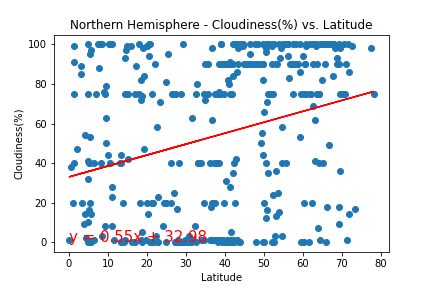 Northern Hemisphere - Cloudiness(%) vs. Latitude
100
80
60
40
20
0
Cloudiness(%)
y = 0.55x + 32.98
0 10 20 30 40 50 60 70 80
Latitude